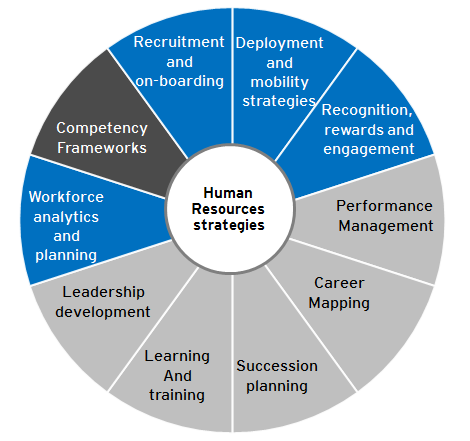 Recruitment
and
on-boarding
Deployment
and
mobility
strategies
Recognition,
rewards and
engagement
Performance
Management
Career
Mapping
Succession
planning
Learning
And
training
Leadership
development
Workforce
analytics
and
planning
Competency
Frameworks
Human
Resources
strategies